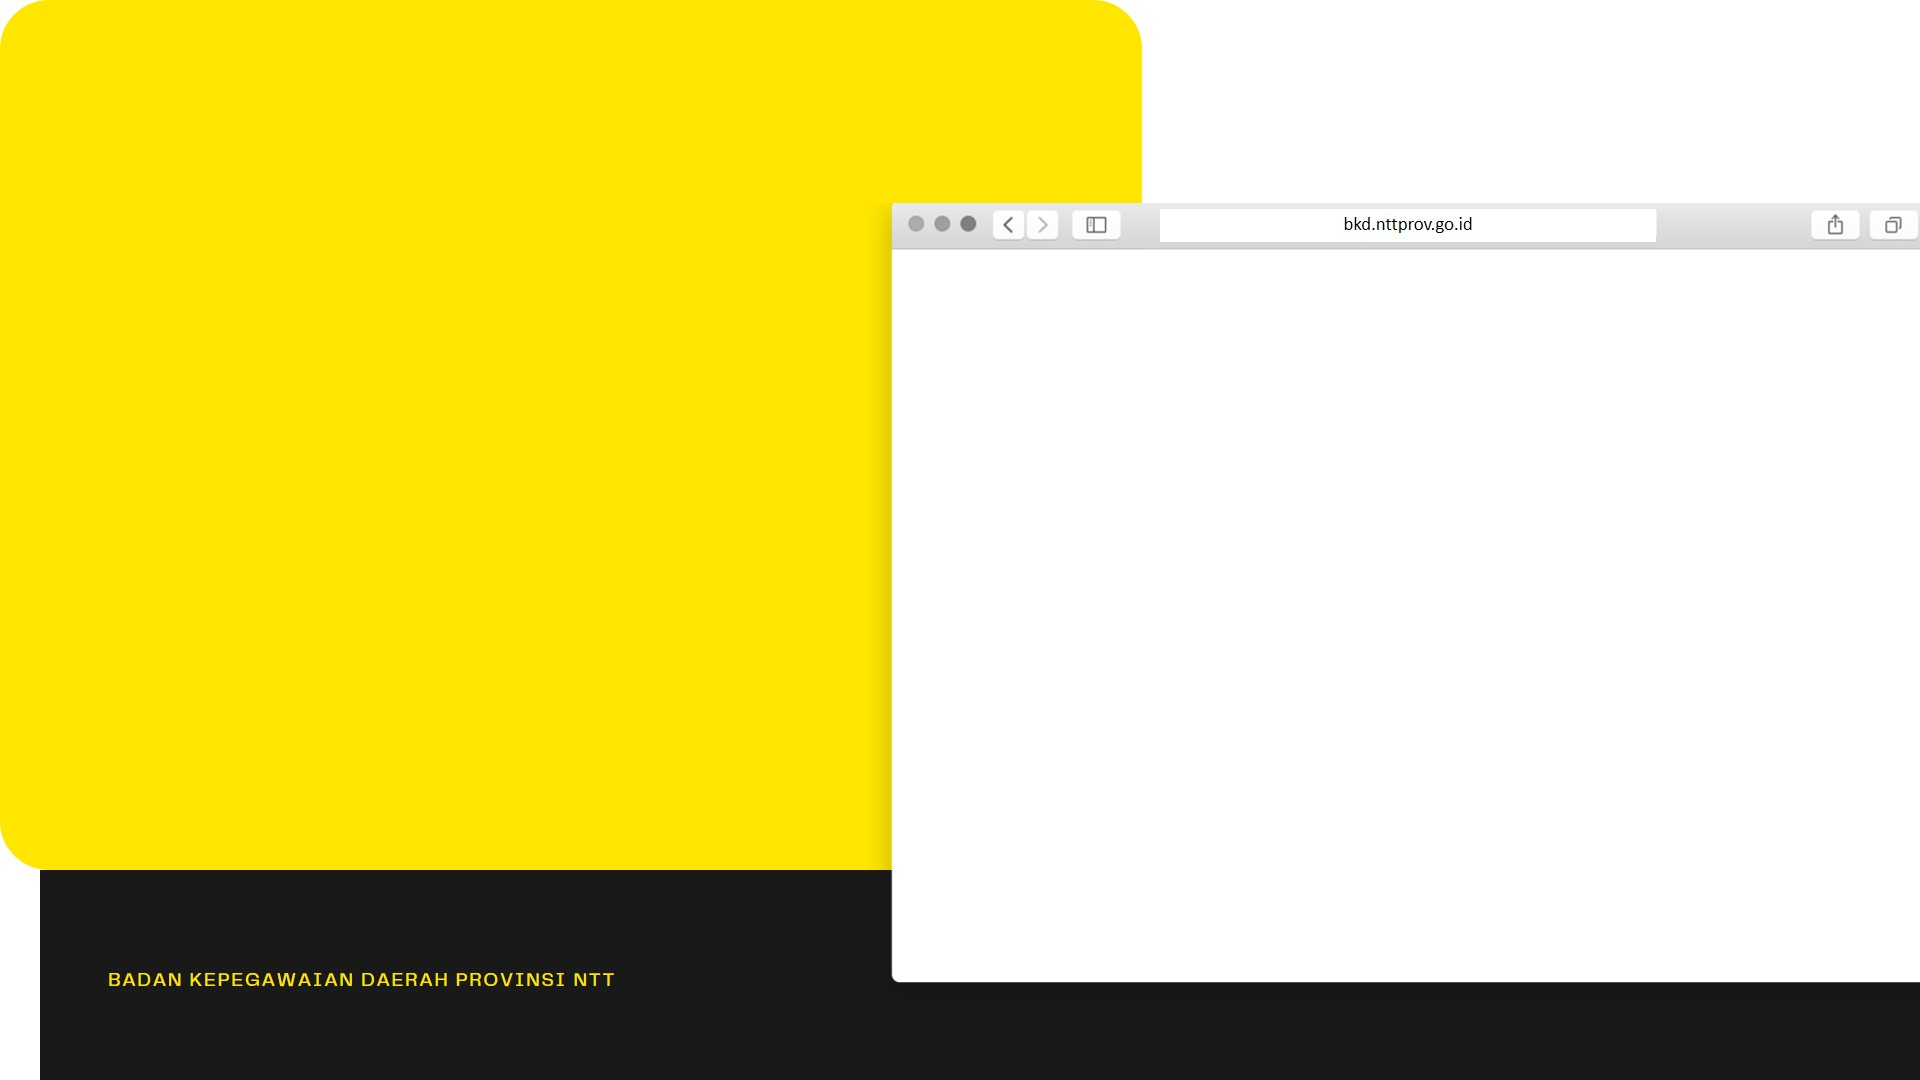 bkd.nttprov.go.id
BADAN KEPEGAWAIAN DAERAH PROVINSI NTT